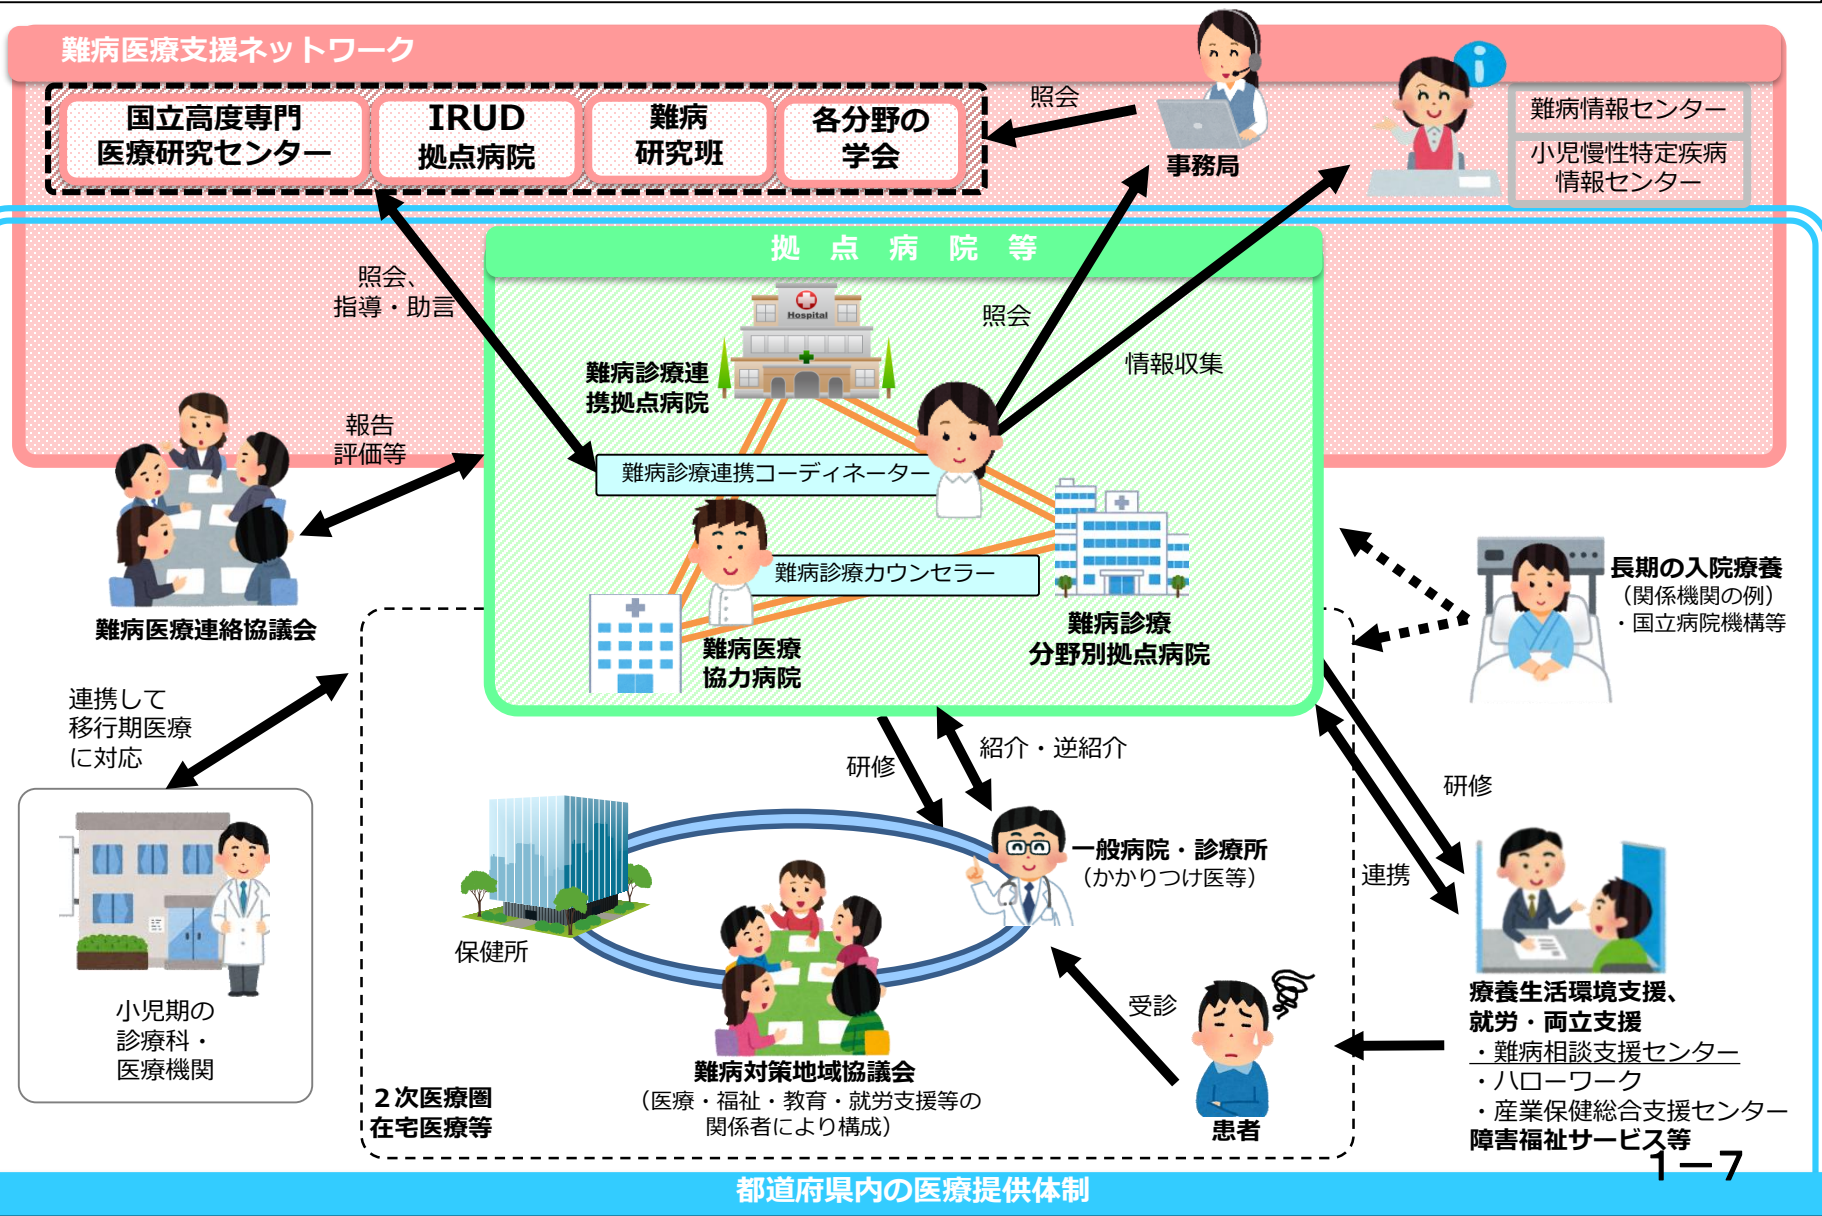 難病医療支援ネットワーク
国立高度専門
医療研究センター
IRUD
拠点病院
難病
研究班
各分野の
学会
照会
事務局
難病情報センター
小児慢性特定疾病
情報センター
拠点病院等
照会、
指導・助言
Hospital
照会
情報収集
難病診療連
携拠点病院
報告
評価等
難病診療連携コーディネーター
難病診療カウンセラー
難病医療連絡協議会
難病医療
協力病院
難病診療
分野別拠点病院
長期の入院療養
（関係機関の例）
・国立病院機構等
連携して
移行期医療
に対応
研修
紹介・逆紹介
研修
一般病院・診療所
（かかりつけ医等）
連携
保健所
受診
小児期の
診療科・
医療機関
療養生活環境支援、
就労・両立支援
・難病相談支援センター
・ハローワーク
・産業保健総合支援センター
障害福祉サービス等
難病対策地域協議会
（医療・福祉・教育・就労支援等の
関係者により構成）
２次医療圏
在宅医療等
患者
1－7
都道府県内の医療提供体制